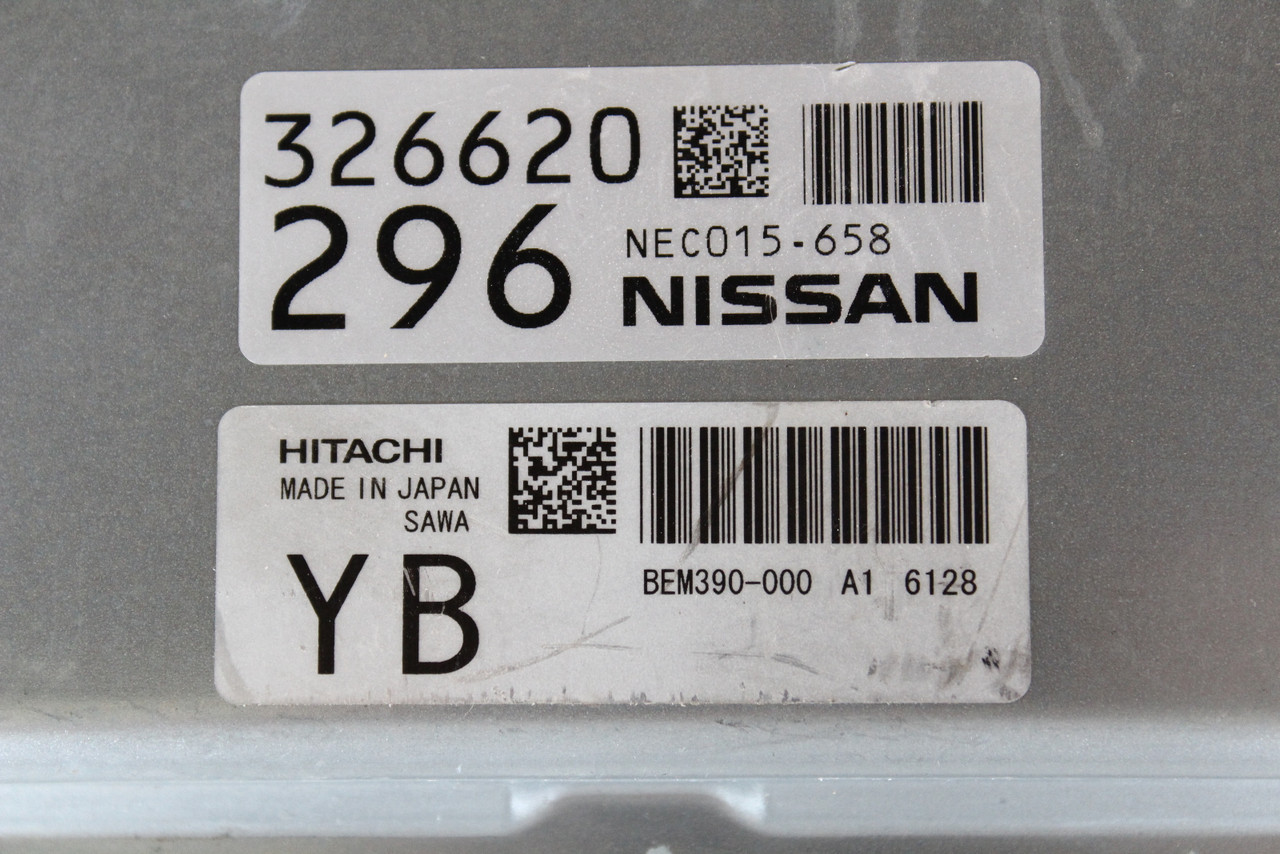 326620
296
NEC015-658
NISSAN
HITACHI
MADE IN JAPAN
SAWA
YB
BEM390-000 A1 6128